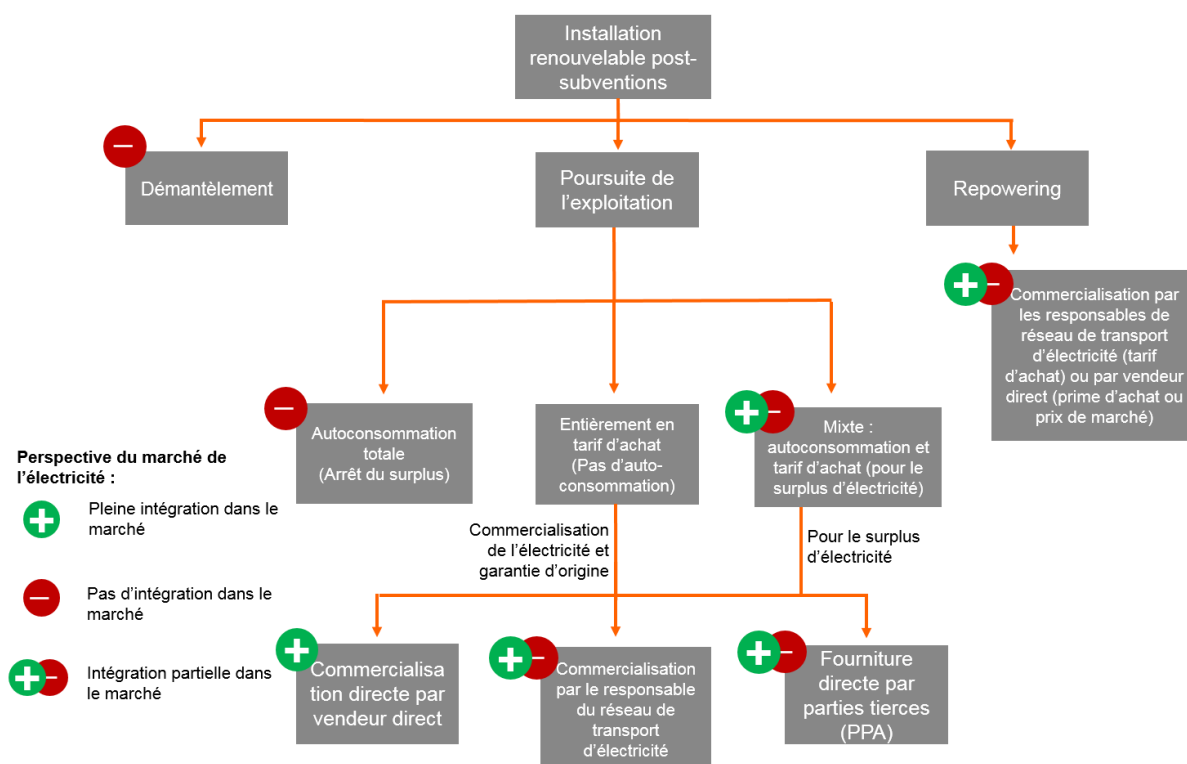 Installation
renouvelable post-
subventions
Démantèlement
Poursuite de
l’exploitation
Repowering
Commercialisation par
les responsables de
réseau de transport
d’électricité (tarif
d’achat) ou par vendeur
direct (prime d’achat ou
prix de marché)
Autoconsommation
totale
(Arrêt du surplus)
Entièrement en
tarif d’achat
(Pas d’auto-
consommation)
Mixte :
autoconsommation et
tarif d’achat (pour le
surplus d’électricité)
Perspective du marché de
l’électricité :
Pleine intégration dans le
marché
Pas d’intégration dans le
marché
Intégration partielle dans
le marché
Commercialisation
de l’électricité et
garantie d’origine
Pour le surplus
d’électricité
Commercialisa
tion directe par
vendeur direct
Commercialisation
par le responsable
du réseau de
transport
d’électricité
Fourniture
directe par
parties tierces
(PPA)